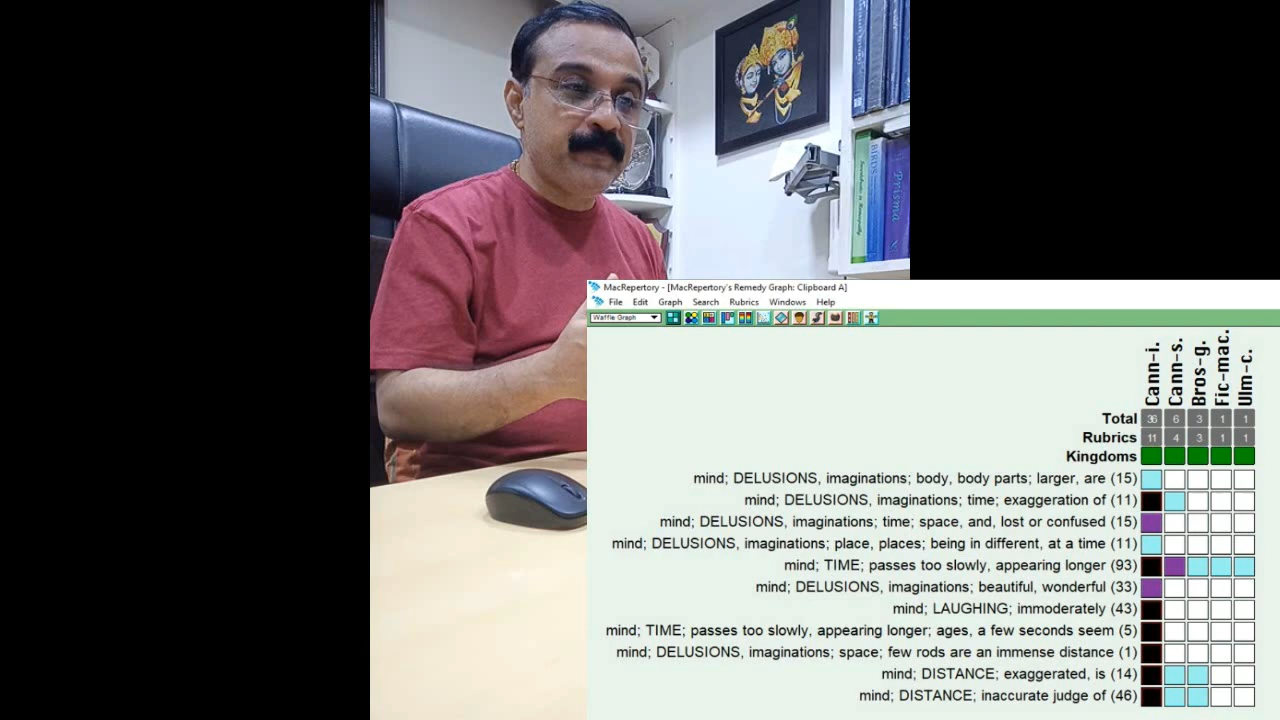 BIRDS
Prisma
MacRepertory - [MacRepertory's Remedy Graph: Clipboard A]
File Edit Graph Search Rubrics Windows Help
Waffle Graph
Cann-i. Cann-s. Bros-g. Fic-mac. Ulm-c.
Total 36 6 3 1 1
Rubrics 11 4 3 1 1
Kingdoms
mind; DELUSIONS, imaginations; body, body parts; larger, are (15)
mind; DELUSIONS, imaginations; time; exaggeration of (11)
mind; DELUSIONS, imaginations; time; space, and, lost or confused (15)
mind; DELUSIONS, imaginations; place, places; being in different, at a time (11)
mind; TIME; passes too slowly, appearing longer (93)
mind; DELUSIONS, imaginations; beautiful, wonderful (33)
mind; LAUGHING; immoderately (43)
mind; TIME; passes too slowly, appearing longer; ages, a few seconds seem (5)
mind; DELUSIONS, imaginations; space; few rods are an immense distance (1)
mind; DISTANCE; exaggerated, is (14)
mind; DISTANCE; inaccurate judge of (46)